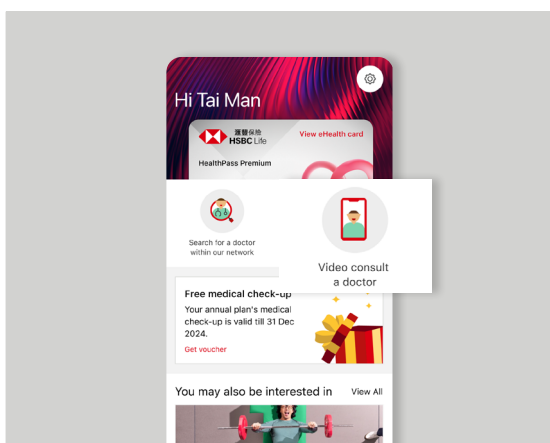 Hi Tai Man
滙豐保險
HSBC Life
View eHealth card
HealthPass Premium
Search for a doctor
within our network
Video consult
a doctor
Free medical check-up
Your annual plan's medical
check-up is valid till 31 Dec
2024.
Get voucher
You may also be interested in
View All